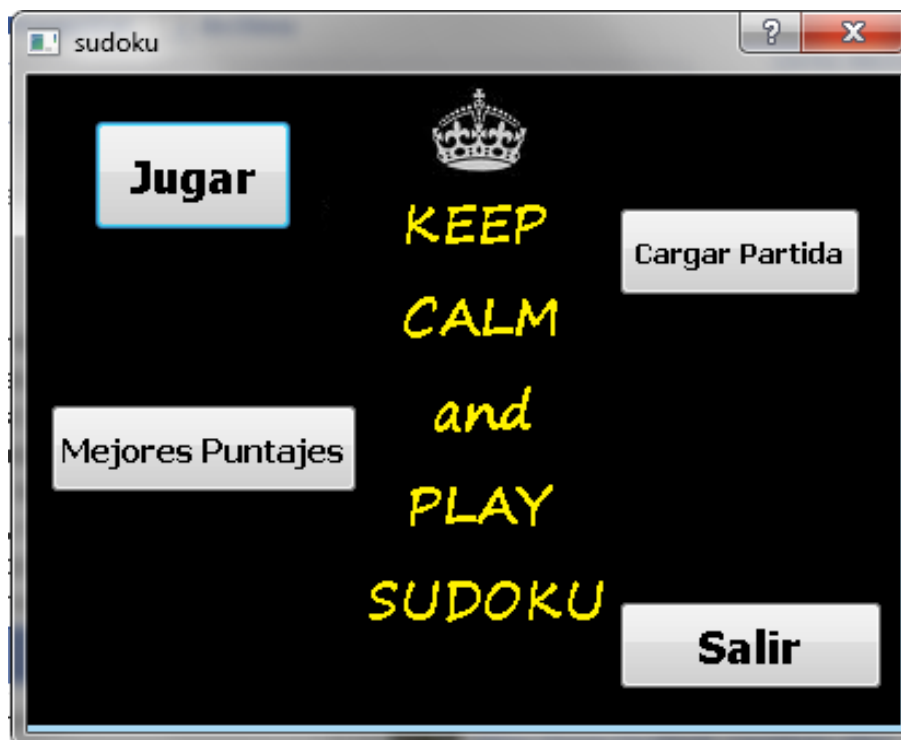 sudoku
?
Jugar
KEEP
Cargar Partida
CALM
and
Mejores Puntajes
PLAY
SUDOKU
Salir